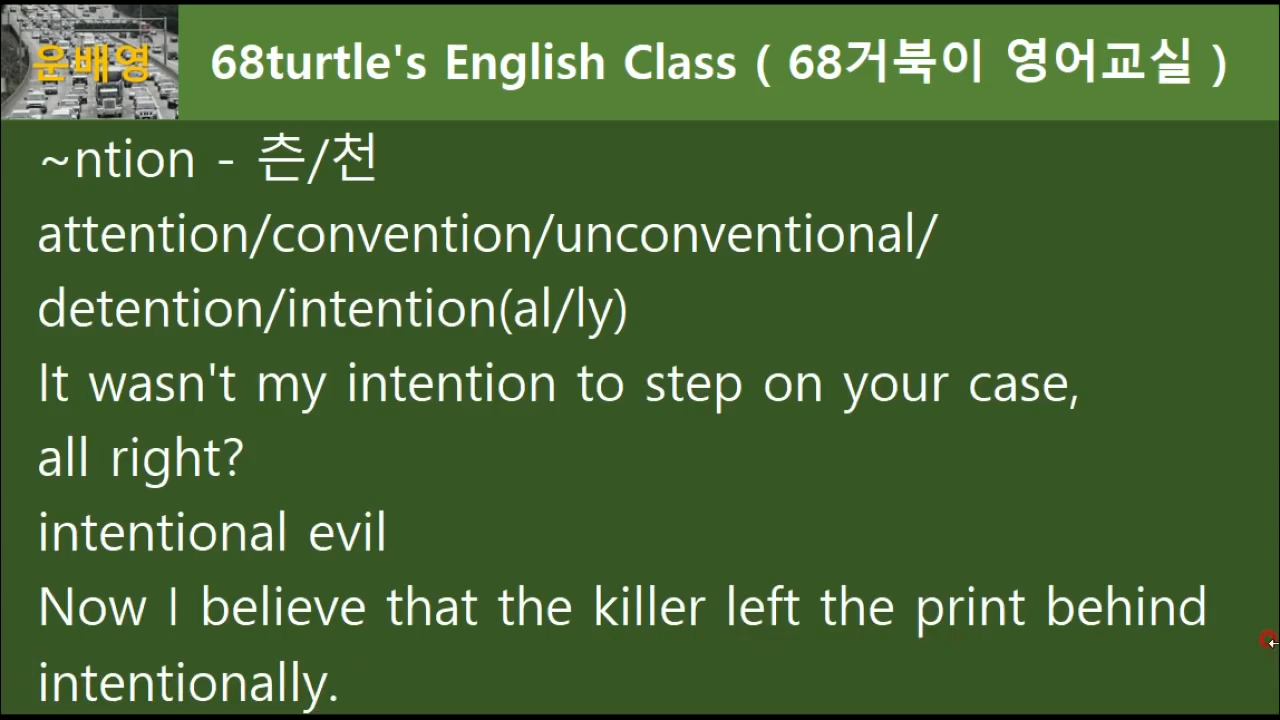 운배영
68turtle's English Class ( 68거북이 영어교실 )
~ntion - 츤/천
attention/convention/unconventional/
detention/intention(al/ly)
It wasn't my intention to step on your case,
all right?
intentional evil
Now I believe that the killer left the print behind
intentionally.